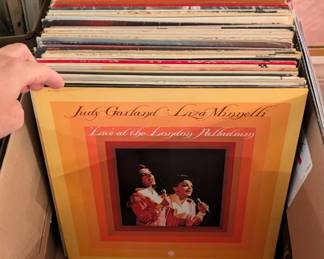 Judy Garland Liza Minnelli
Live at the London Palladium